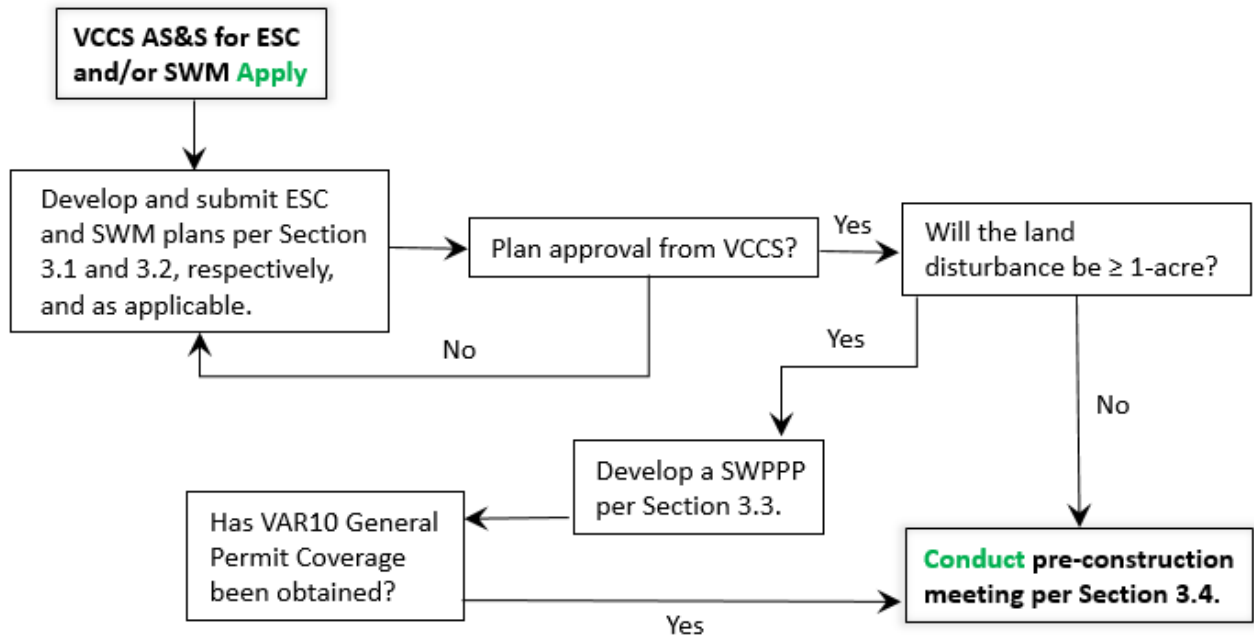 VCCS AS&S for ESC
and/or SWM Apply
Develop and submit ESC
and SWM plans per Section
3.1 and 3.2, respectively,
and as applicable.
Plan approval from VCCS?
Yes
Will the land
disturbance be ≥ 1-acre?
No
Yes
No
Develop a SWPPP
per Section 3.3.
Has VAR10 General
Permit Coverage
been obtained?
Yes
Conduct pre-construction
meeting per Section 3.4.